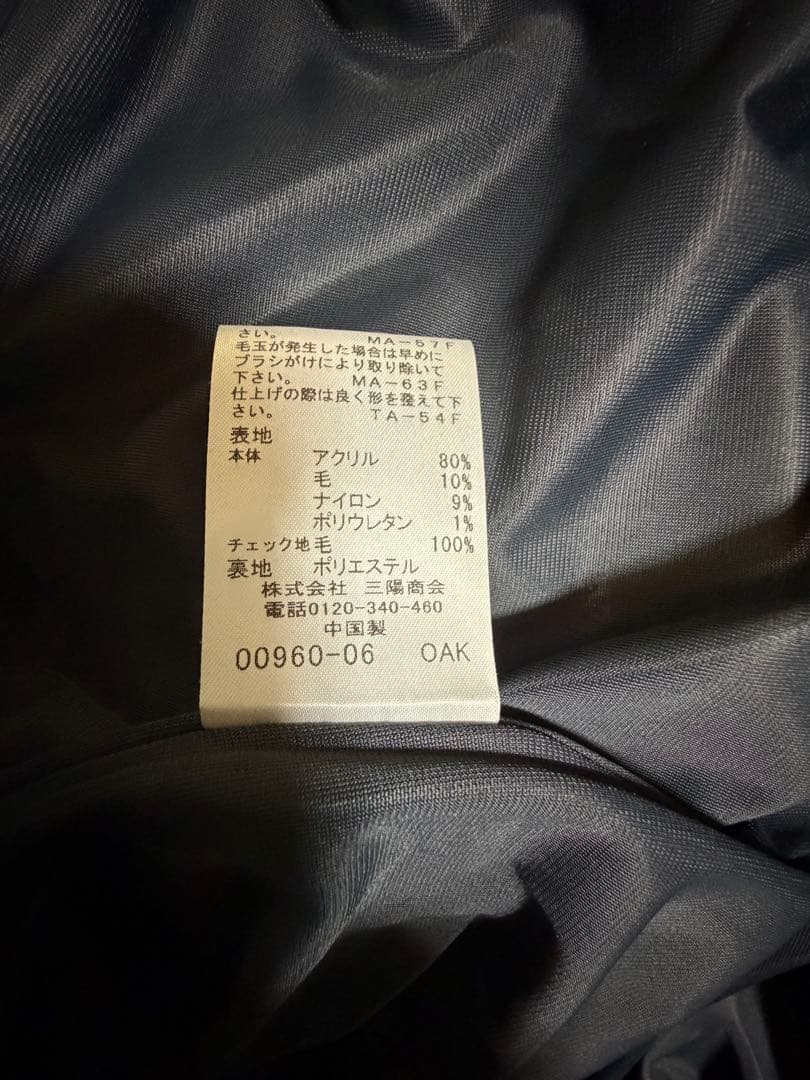 さい。 MA-57F
毛玉が発生した場合は早めに
ブラシがけにより取り除いて
下さい。 MA-63F
仕上げの際は良く形を整えて下
さい。 TA-54F
表地
本体 アクリル 80%
毛 10%
ナイロン 9%
ポリウレタン 1%
チェック地毛 100%
裏地 ポリエステル
株式会社 三陽商会
電話0120-340-460
中国製
00960-06 OAK